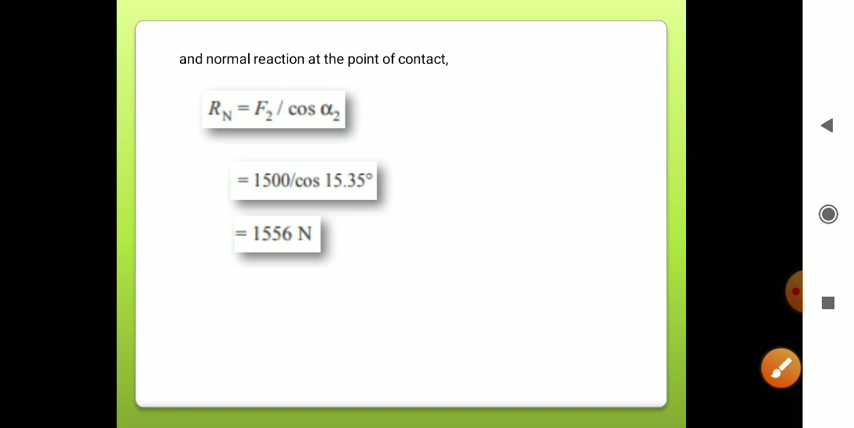 and normal reaction at the point of contact,
R_N = F_2 / cos α_2
= 1500/cos 15.35°
= 1556 N